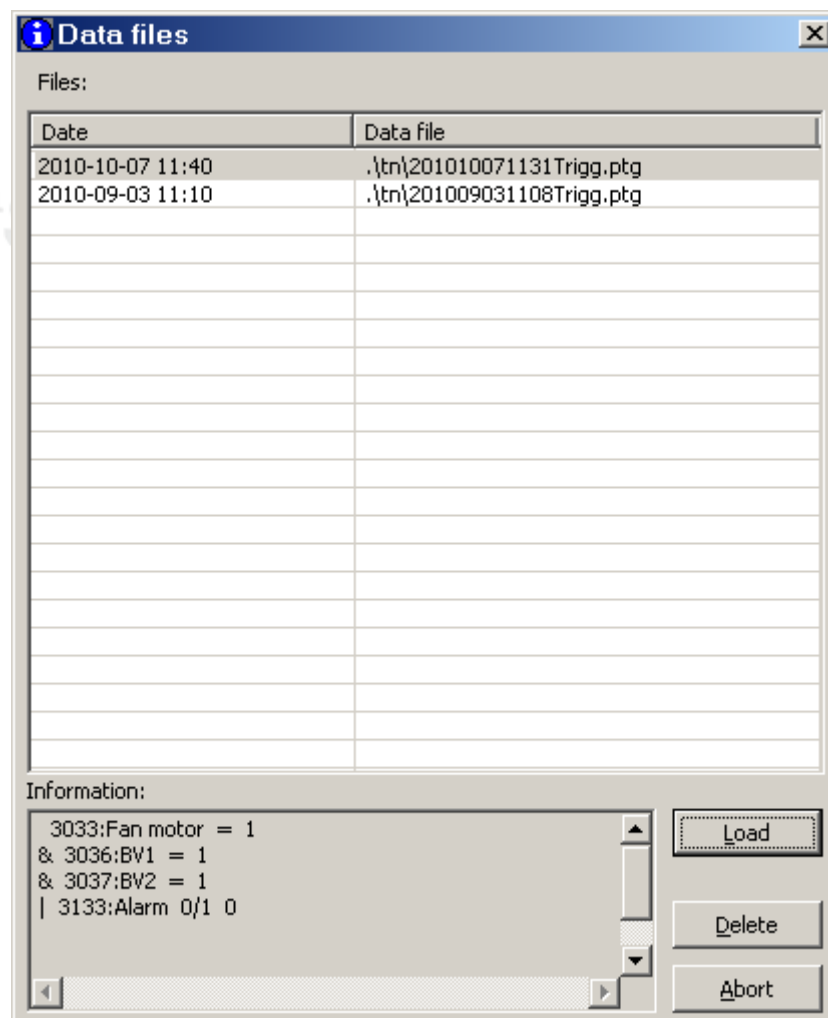 Data files
Files:
Date Data file
2010-10-07 11:40 .\tn\201010071131Trigg.ptg
2010-09-03 11:10 .\tn\201009031108Trigg.ptg
Information:
3033:Fan motor = 1
& 3036:BV1 = 1
& 3037:BV2 = 1
| 3133:Alarm 0/1 0
Load
Delete
Abort